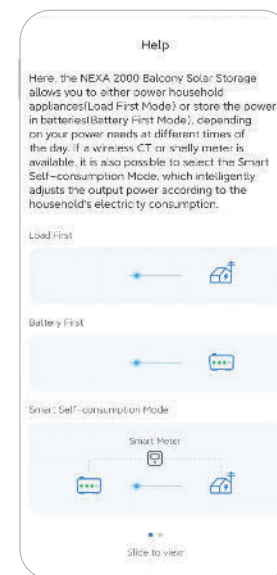 Help
Here, the NEXA 2000 Balcony Solar Storage
allows you to either power household
appliances(Load First Mode) or store the power
in batteries(Battery First Mode), depending
on your power needs at different times of
the day. If a wireless CT or shelly meter is
available, it is also possible to select the Smart
Self-consumption Mode, which intelligently
adjusts the output power according to the
household's electricity consumption.
Load First
Battery First
Smart Self-consumption Mode
Smart Meter
Slide to view